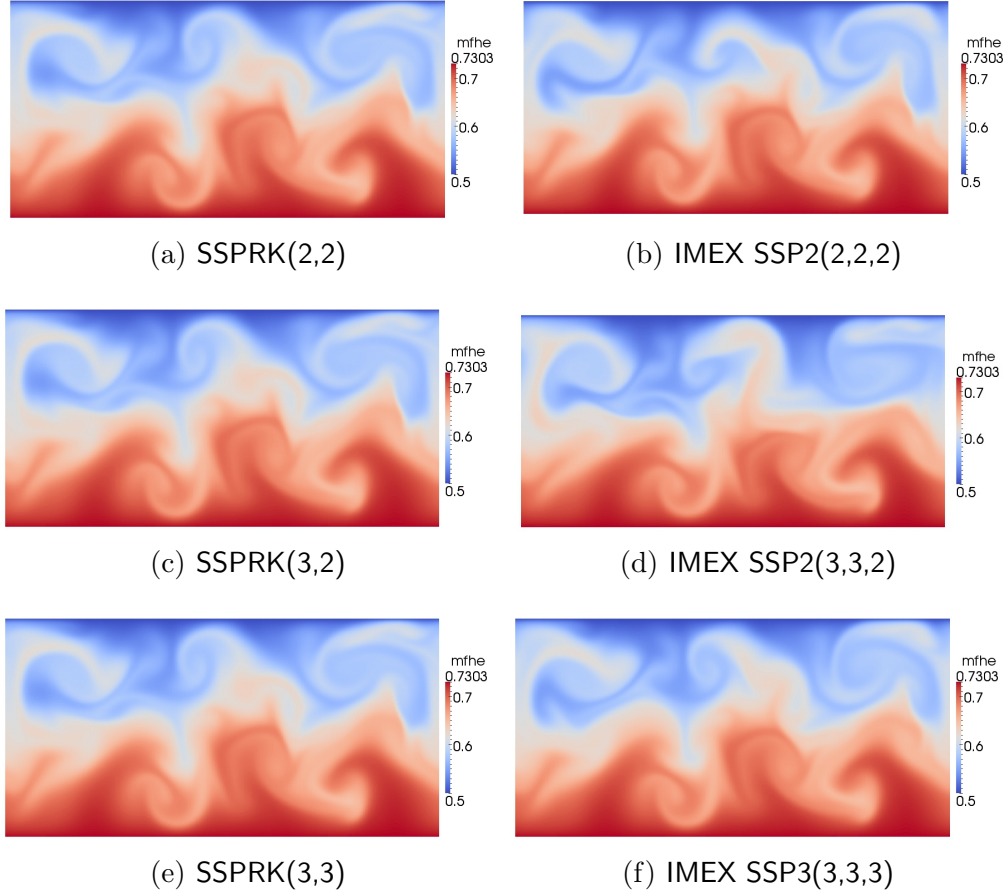 mfhe
0.7303
0.7
0.6
0.5
mfhe
0.7303
0.7
0.6
0.5
(a) SSPRK(2,2)
(b) IMEX SSP2(2,2,2)
mfhe
0.7303
0.7
0.6
0.5
mfhe
0.7303
0.7
0.6
0.5
(c) SSPRK(3,2)
(d) IMEX SSP2(3,3,2)
mfhe
0.7303
0.7
0.6
0.5
mfhe
0.7303
0.7
0.6
0.5
(e) SSPRK(3,3)
(f) IMEX SSP3(3,3,3)